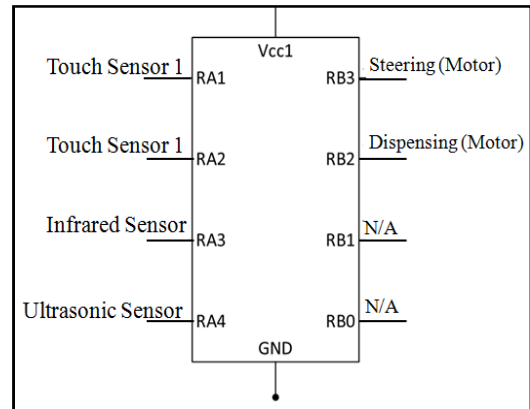 Vcc1
Touch Sensor 1 RA1 RB3 Steering (Motor)
Touch Sensor 1 RA2 RB2 Dispensing (Motor)
Infrared Sensor RA3 RB1 N/A
Ultrasonic Sensor RA4 RB0 N/A
GND